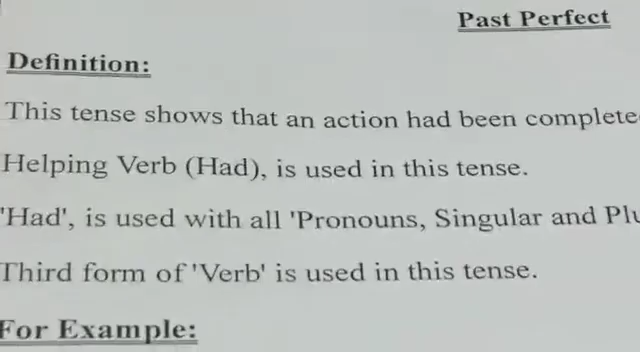 Past Perfect
Definition:
This tense shows that an action had been complete
Helping Verb (Had), is used in this tense.
'Had', is used with all 'Pronouns, Singular and Plu
Third form of 'Verb' is used in this tense.
For Example: